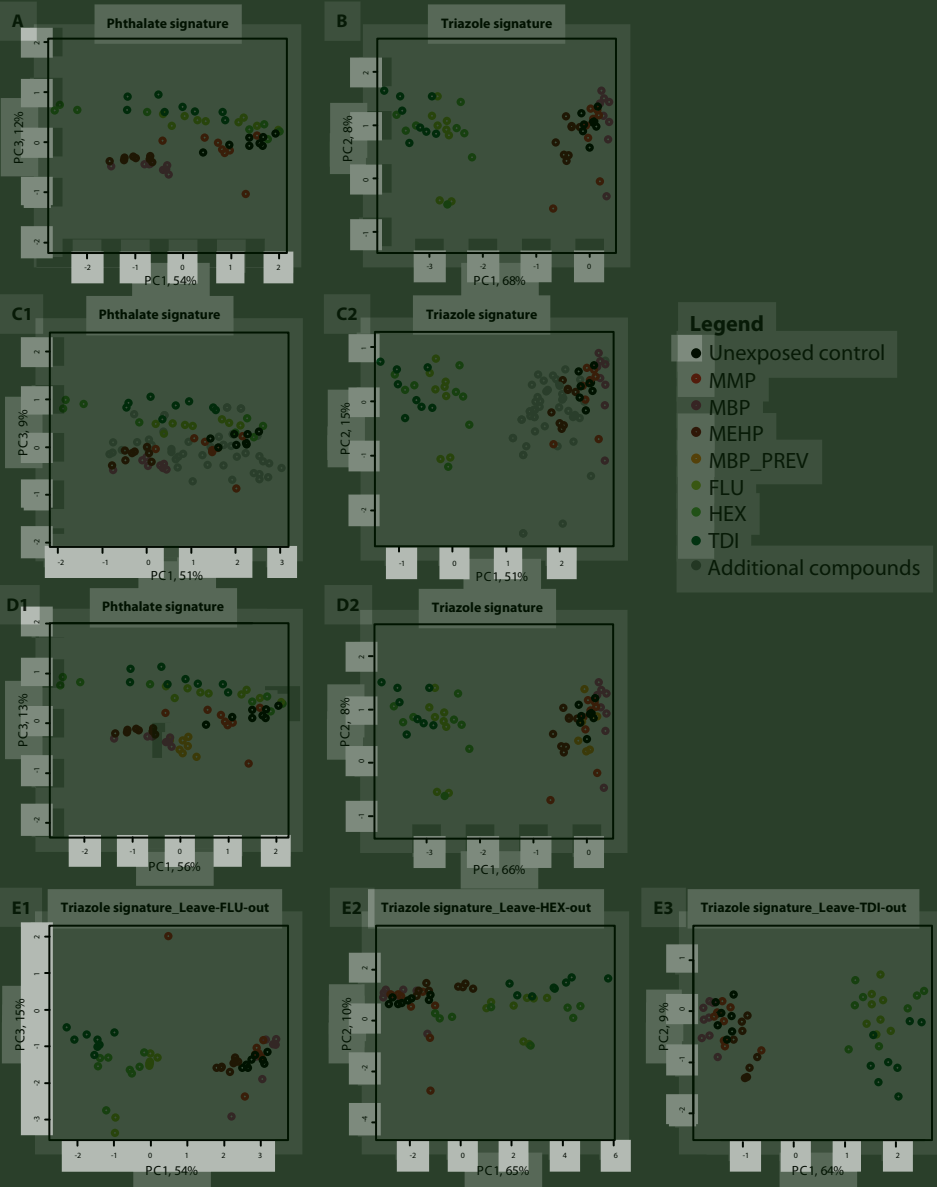 A
Phthalate signature
PC3, 12%
2
1
0
-1
-2
-2
-1
0
1
2
PC1, 54%
B
Triazole signature
PC2, 8%
2
1
0
-1
-3
-2
-1
0
PC1, 68%
C1
Phthalate signature
PC3, 9%
2
1
0
-1
-2
-2
-1
0
1
2
3
PC1, 51%
C2
Triazole signature
PC2, 15%
1
0
-1
-2
-1
0
1
2
PC1, 51%
Legend
Unexposed control
MMP
MBP
MEHP
MBP_PREV
FLU
HEX
TDI
Additional compounds
D1
Phthalate signature
PC3, 13%
2
1
0
-1
-2
-2
-1
0
1
2
PC1, 56%
D2
Triazole signature
PC2, 8%
2
1
0
-1
-3
-2
-1
0
PC1, 66%
E1
Triazole signature_Leave-FLU-out
PC3, 15%
2
1
0
-1
-2
-3
-2
-1
0
1
3
PC1, 54%
E2
Triazole signature_Leave-HEX-out
PC2, 10%
2
0
-2
-4
-2
0
2
4
6
PC1, 65%
E3
Triazole signature_Leave-TDI-out
PC2, 9 %
1
0
-1
-2
-1
0
1
2
PC1, 64%